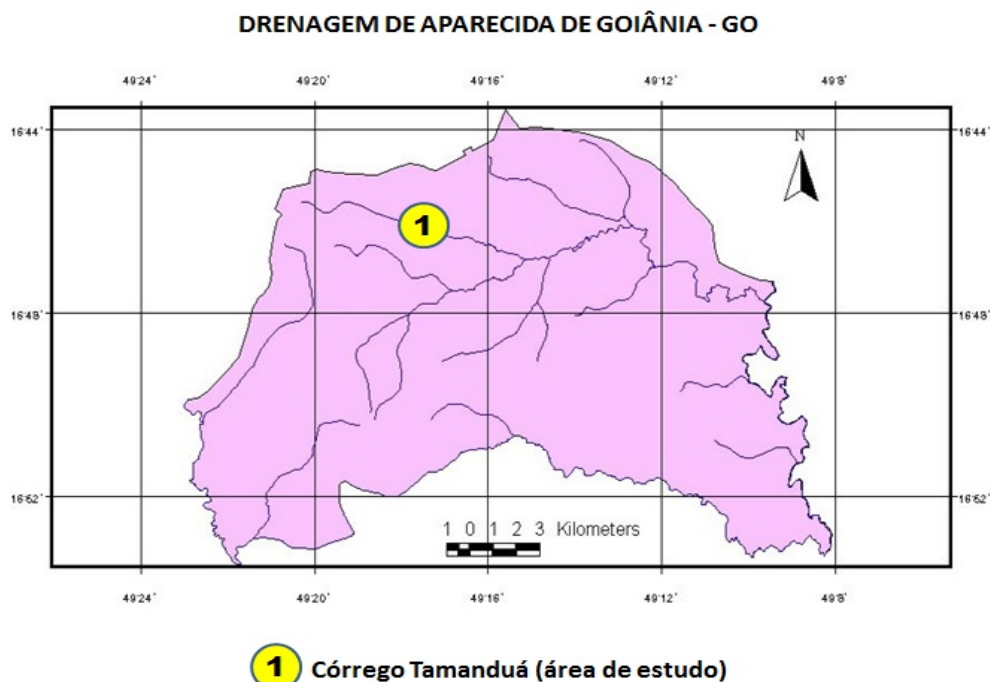 DRENAGEM DE APARECIDA DE GOIÂNIA - GO
49°24' 49°20' 49°16' 49°12' 49°8'
16°44' 16°44'
N
1
16°48' 16°48'
16°52' 16°52'
1 0 1 2 3 Kilometers
49°24' 49°20' 49°16' 49°12' 49°8'
1 Córrego Tamanduá (área de estudo)